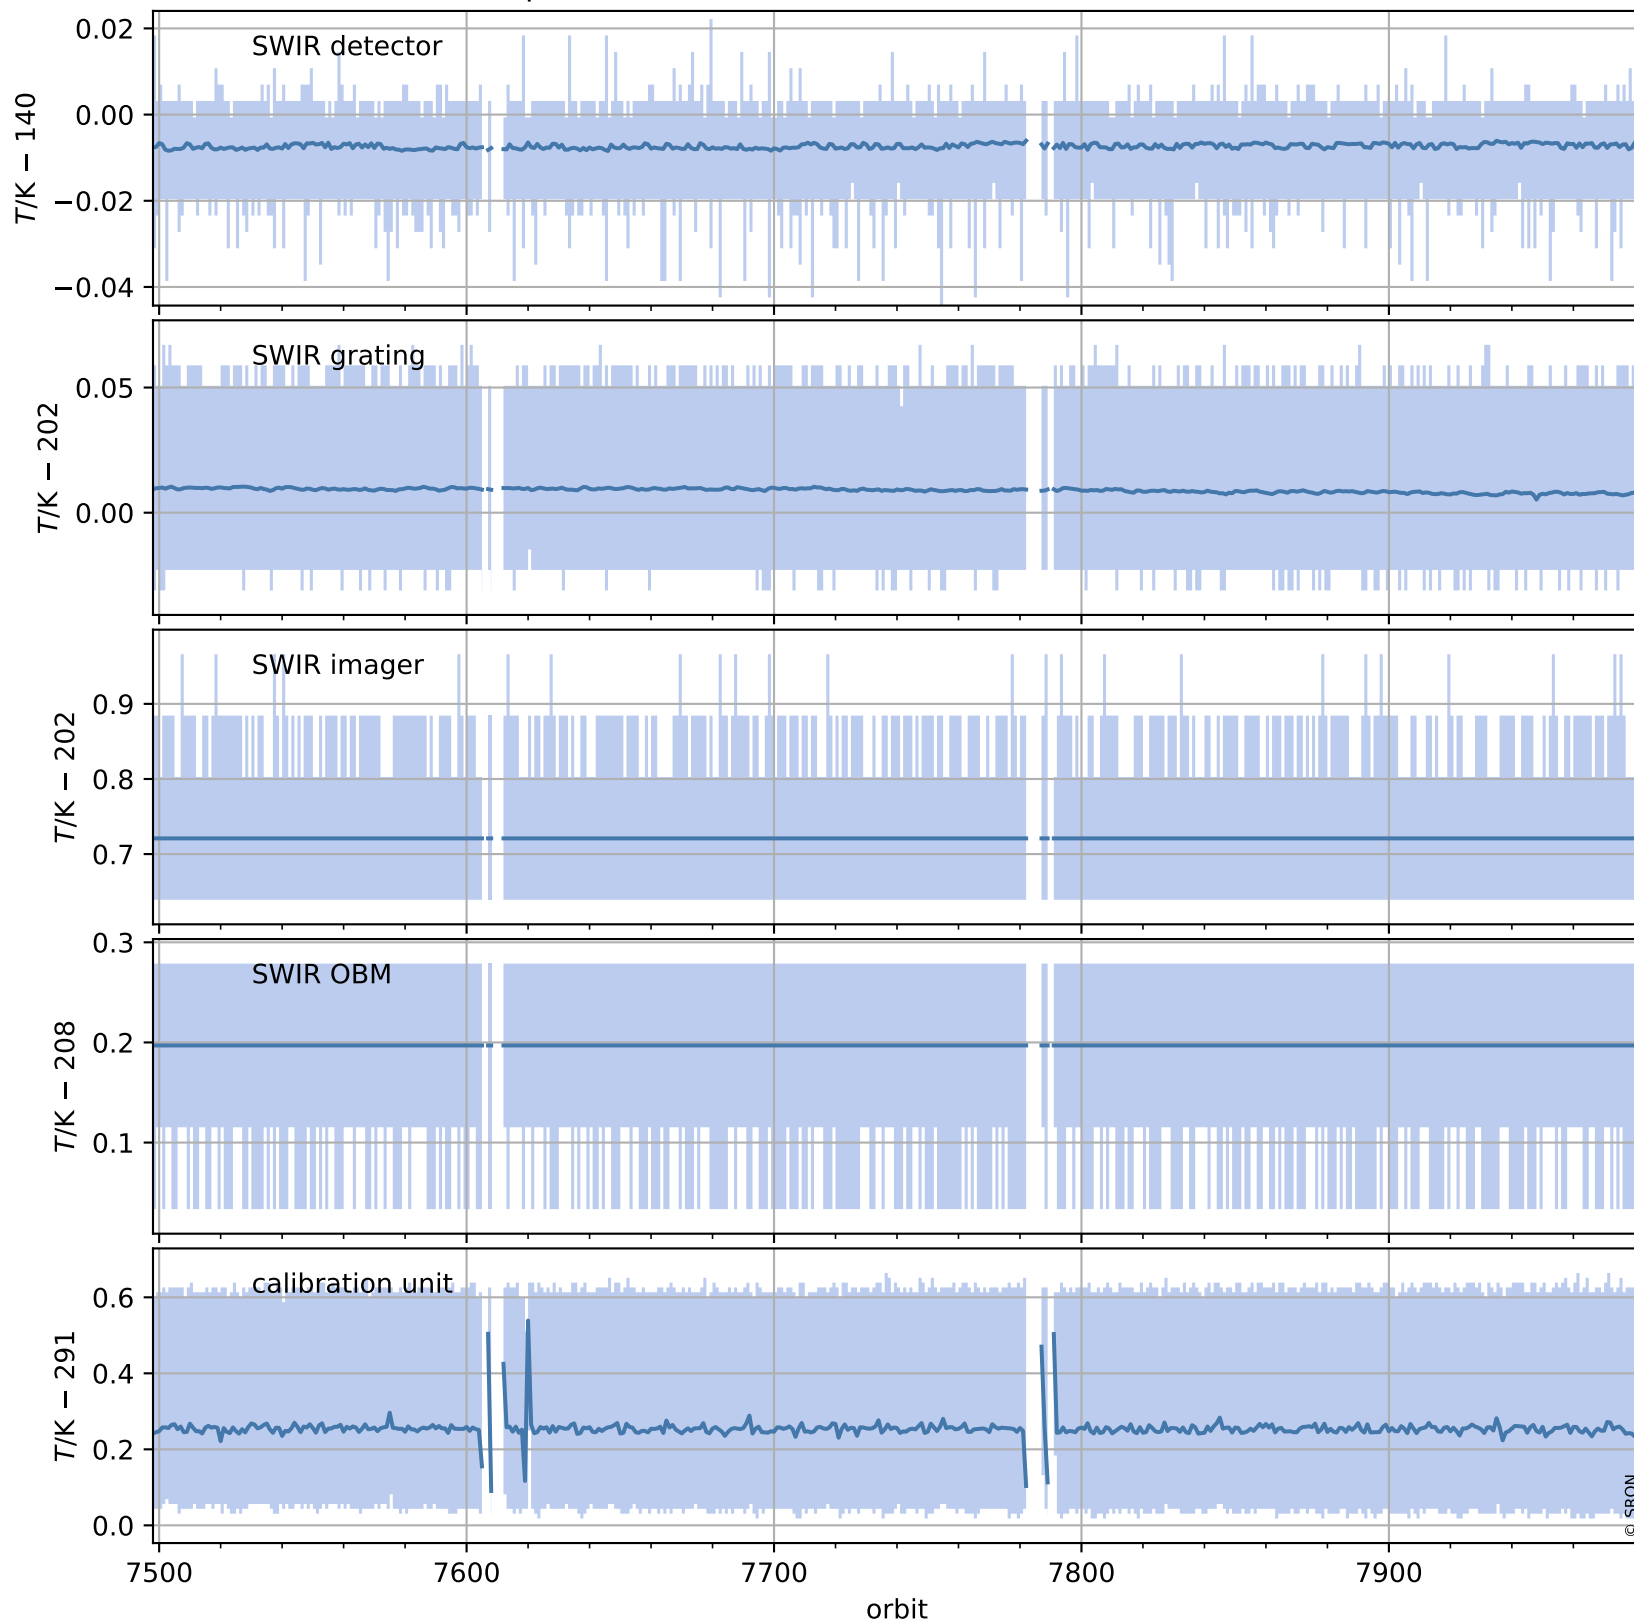 SWIR detector
T/K − 140
0.02
0.00
−0.02
−0.04
SWIR grating
T/K − 202
0.05
0.00
SWIR imager
T/K − 202
0.9
0.8
0.7
SWIR OBM
T/K − 208
0.3
0.2
0.1
calibration unit
T/K − 291
0.6
0.4
0.2
0.0
7500 7600 7700 7800 7900
orbit
© SRON